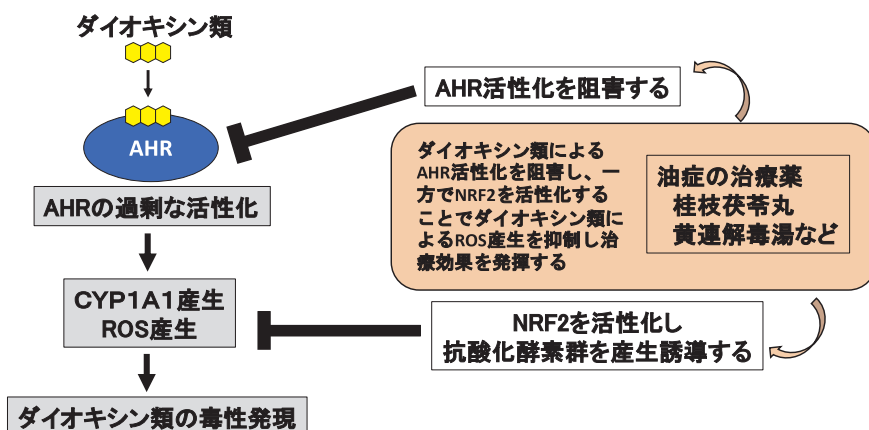 ダイオキシン類
AHR
AHRの過剰な活性化
CYP1A1産生
ROS産生
ダイオキシン類の毒性発現
AHR活性化を阻害する
ダイオキシン類による
AHR活性化を阻害し、一
方でNRF2を活性化する
ことでダイオキシン類に
よるROS産生を抑制し治
療効果を発揮する
油症の治療薬
桂枝茯苓丸
黄連解毒湯など
NRF2を活性化し
抗酸化酵素群を産生誘導する